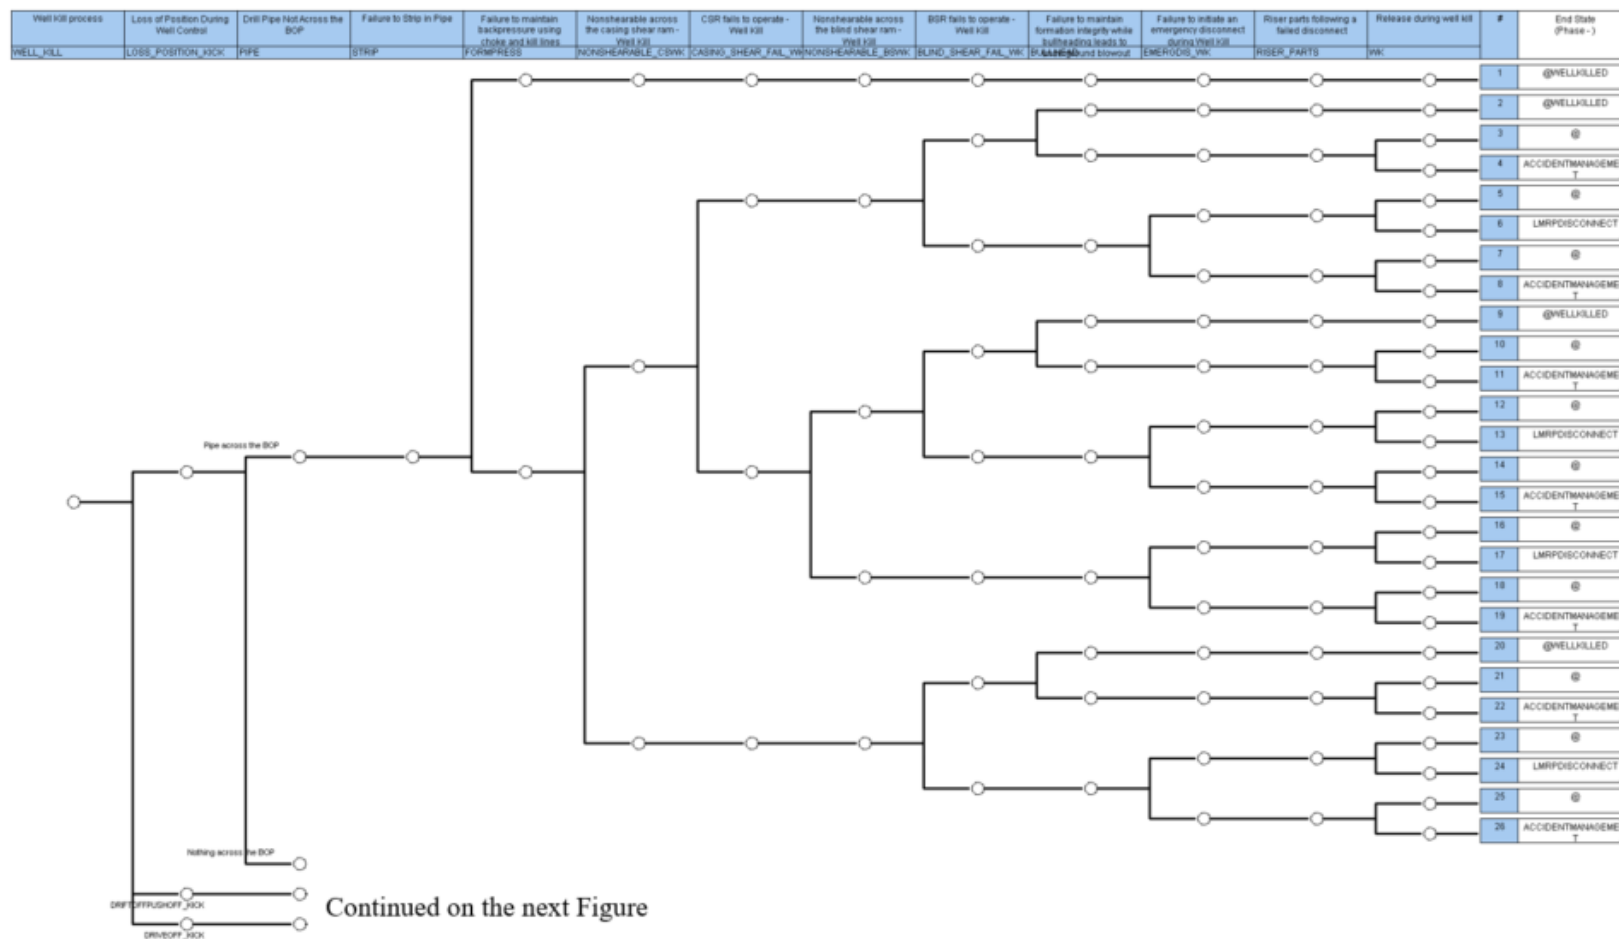 Well Kill process
Loss of Position During
Well Control
Drill Pipe Not Across the
BOP
Failure to Strip in Pipe
Failure to maintain
backpressure using
choke and kill lines
Nonshearable across
the casing shear ram -
Well Kill
CSR fails to operate -
Well Kill
Nonshearable across
the blind shear ram -
Well Kill
BSR fails to operate -
Well Kill
Failure to maintain
formation integrity while
bullheading leads to
underground blowout
Failure to initiate an
emergency disconnect
during Well Kill
Riser parts following a
failed disconnect
Release during well kill
#
End State
(Phase - )
WELL_KILL
LOSS_POSITION_KICK
PIPE
STRIP
FORMPRESS
NONSHEARABLE_CSWK
CASING_SHEAR_FAIL_WK
NONSHEARABLE_BSWK
BLIND_SHEAR_FAIL_WK
EMERGDIS_WK
RISER_PARTS
WK
1 @WELLKILLED
2 @WELLKILLED
3 @
4 ACCIDENTMANAGEME
T
5 @
6 LMRPDISCONNECT
7 @
8 ACCIDENTMANAGEME
T
9 @WELLKILLED
10 @
11 ACCIDENTMANAGEME
T
12 @
13 LMRPDISCONNECT
14 @
15 ACCIDENTMANAGEME
T
16 @
17 LMRPDISCONNECT
18 @
19 ACCIDENTMANAGEME
T
20 @WELLKILLED
21 @
22 ACCIDENTMANAGEME
T
23 @
24 LMRPDISCONNECT
25 @
26 ACCIDENTMANAGEME
T
Pipe across the BOP
Nothing across the BOP
DRIFTOFFPUSHOFF_KICK
DRIVEOFF_KICK
Continued on the next Figure